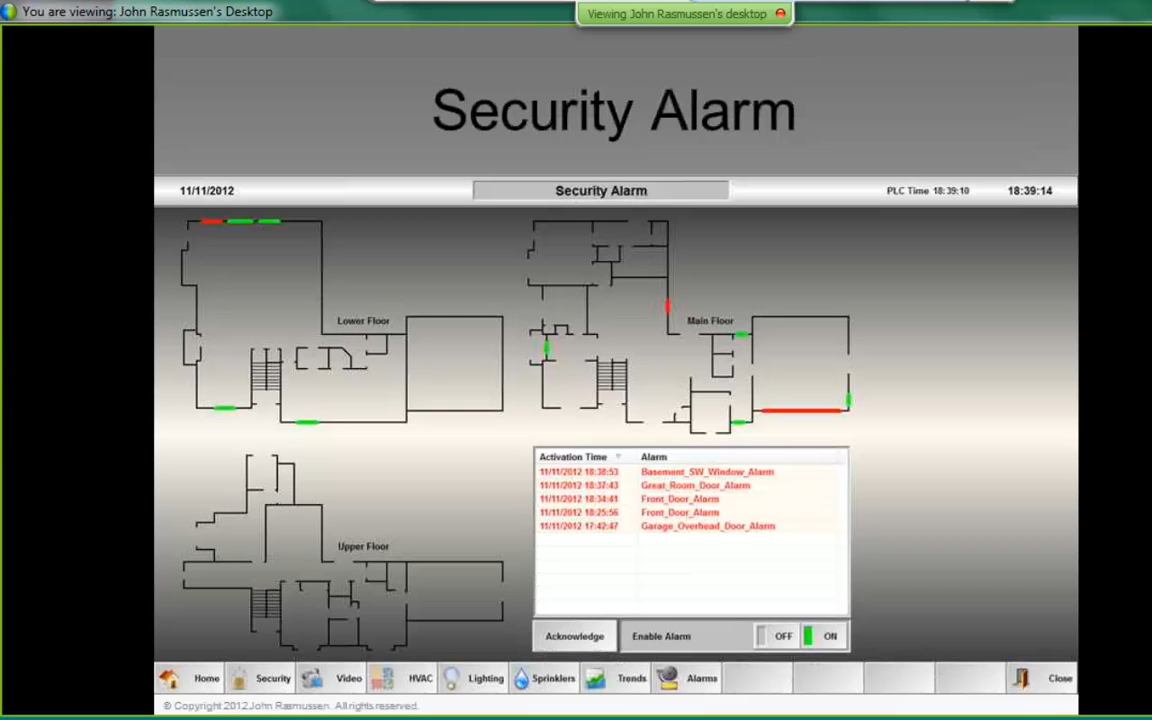 You are viewing: John Rasmussen's Desktop
Viewing John Rasmussen's desktop
Security Alarm
11/11/2012
Security Alarm
PLC Time 18:39:10
18:39:14
Lower Floor
Main Floor
Upper Floor
Activation Time Alarm
11/11/2012 18:38:53 Basement_SW_Window_Alarm
11/11/2012 18:37:43 Great_Room_Door_Alarm
11/11/2012 18:34:41 Front_Door_Alarm
11/11/2012 18:25:56 Front_Door_Alarm
11/11/2012 17:42:47 Garage_Overhead_Door_Alarm
Acknowledge Enable Alarm OFF ON
Home Security Video HVAC Lighting Sprinklers Trends Alarms Close
© Copyright 2012 John Rasmussen. All rights reserved.